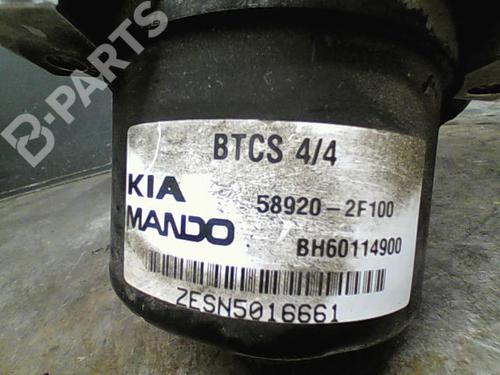 B-PARTS
BTCS 4/4
KIA 58920-2F100
MANDO BH60114900
ZESN5016661